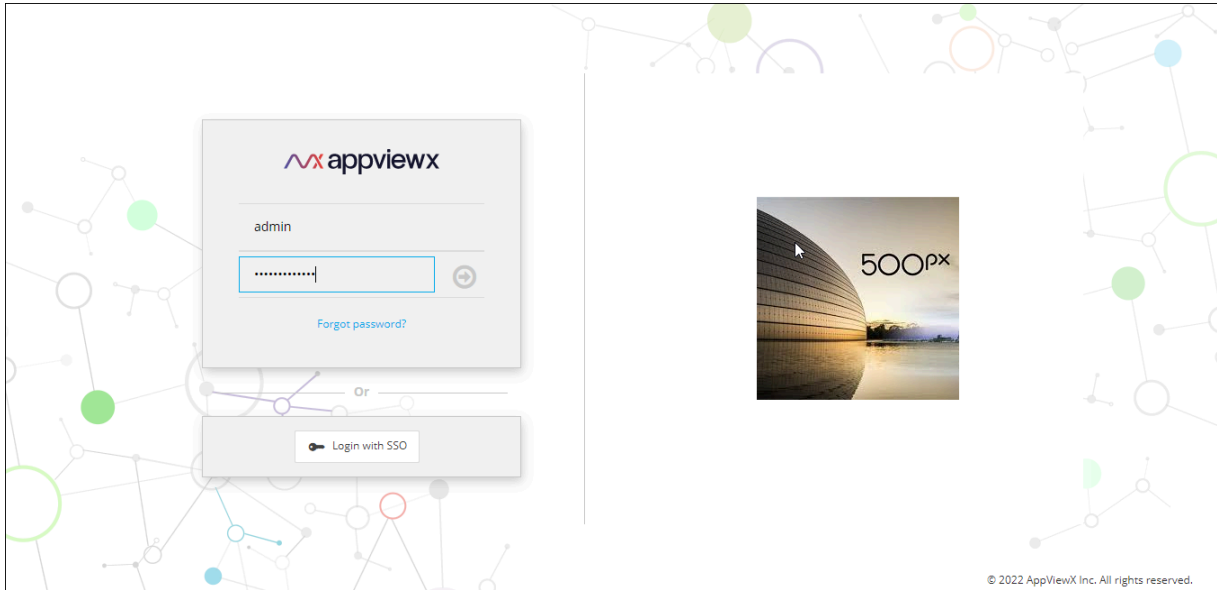 appviewx
admin
•••••••••••••
Forgot password?
Or
Login with SSO
500px
© 2022 AppViewX Inc. All rights reserved.